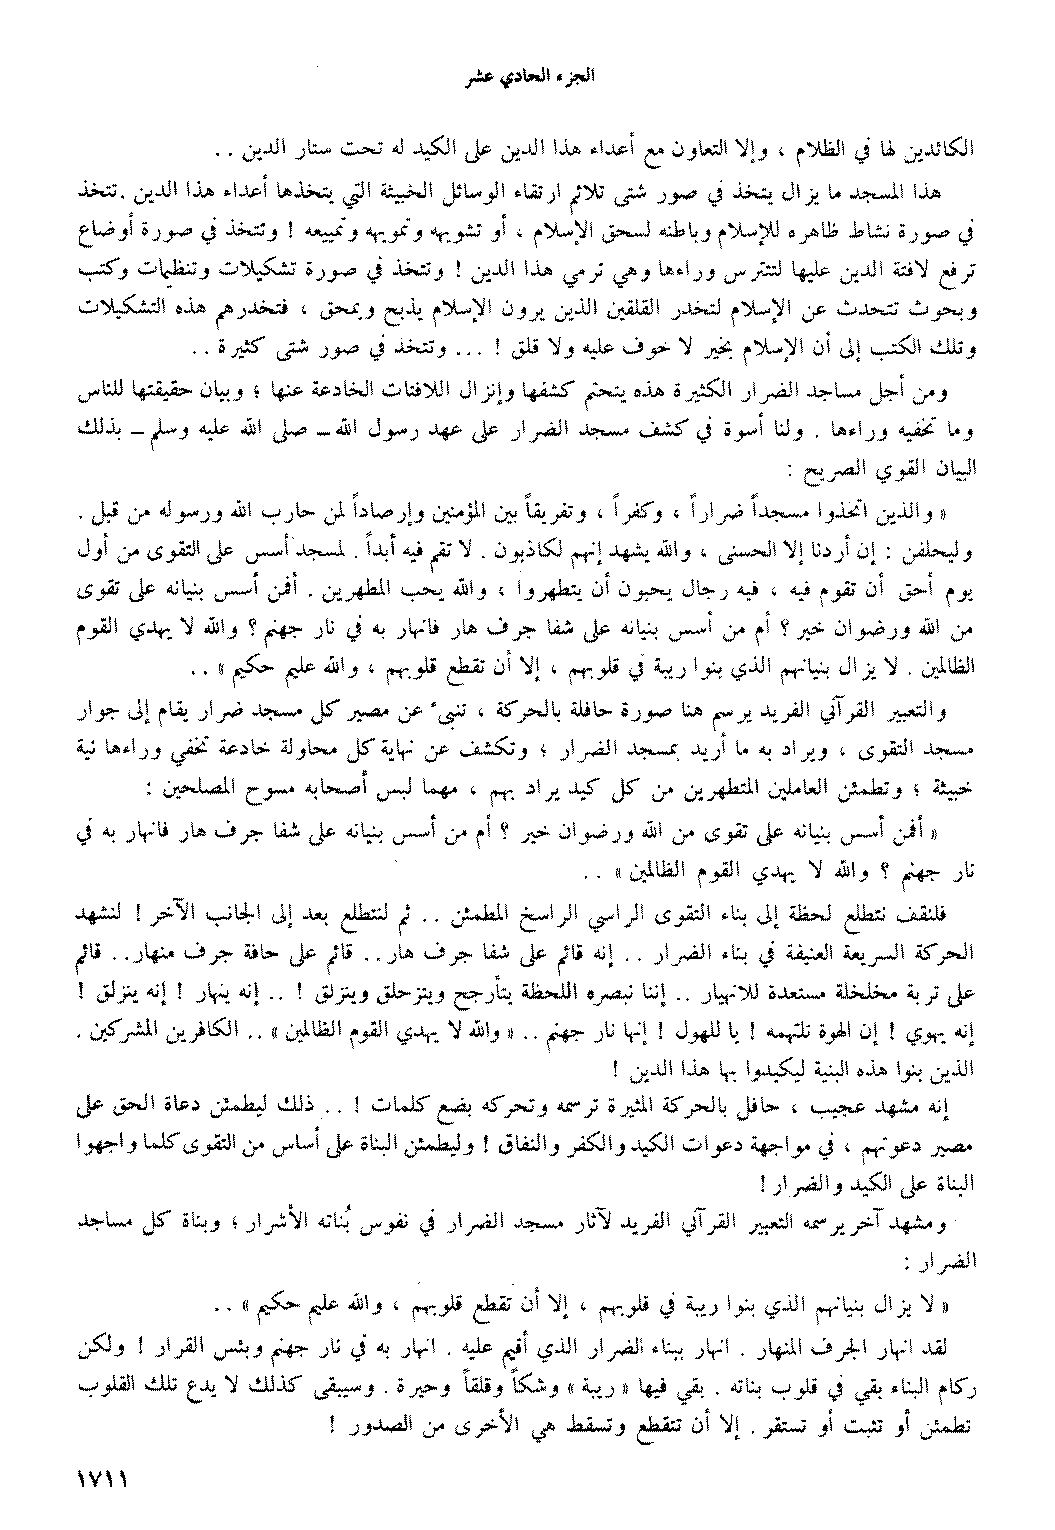 الجزء الحادي عشر
الكائدين لها في الظلام ، وإلا التعاون مع أعداء هذا الدين على الكيد له تحت ستار الدين . .
هذا المسجد ما يزال يتخذ في صور شتى تلائم ارتقاء الوسائل الخبيثة التي يتخذها أعداء هذا الدين . تتخذ
في صورة نشاط ظاهره للإسلام وباطنه لسحق الإسلام ، أو تشويهه وتمويهه وتمييعه ! وتتخذ في صورة أوضاع
ترفع لافتة الدين عليها لتتترس وراءها وهي ترمي هذا الدين ! وتتخذ في صورة تشكيلات وتنظيمات وكتب
وبحوث تتحدث عن الإسلام لتخدر القلقين الذين يرون الإسلام يذبح ويمحق ، فتخدرهم هذه التشكيلات
وتلك الكتب إلى أن الإسلام بخير لا خوف عليه ولا قلق ! ... وتتخذ في صور شتى كثيرة . .
ومن أجل مساجد الضرار الكثيرة هذه يتحتم كشفها وإنزال اللافتات الخادعة عنها ؛ وبيان حقيقتها للناس
وما تخفيه وراءها . ولنا أسوة في كشف مسجد الضرار على عهد رسول الله – صلى الله عليه وسلم – بذلك
البيان القوي الصريح :
« والذين اتخذوا مسجداً ضراراً ، وكفراً ، وتفريقاً بين المؤمنين وإرصاداً لمن حارب الله ورسوله من قبل .
وليحلفن : إن أردنا إلا الحسنى ، والله يشهد إنهم لكاذبون . لا تقم فيه أبداً . لمسجد أسس على التقوى من أول
يوم أحق أن تقوم فيه ، فيه رجال يحبون أن يتطهروا ، والله يحب المطهرين . أفمن أسس بنيانه على تقوى
من الله ورضوان خير ؟ أم من أسس بنيانه على شفا جرف هار فانهار به في نار جهنم ؟ والله لا يهدي القوم
الظالمين . لا يزال بنيانهم الذي بنوا ريبة في قلوبهم ، إلا أن تقطع قلوبهم ، والله عليم حكيم » . .
والتعبير القرآني الفريد يرسم هنا صورة حافلة بالحركة ، تنبئ عن مصير كل مسجد ضرار يقام إلى جوار
مسجد التقوى ، ويراد به ما أريد بمسجد الضرار ؛ وتكشف عن نهاية كل محاولة خادعة تخفي وراءها نية
خبيثة ؛ وتطمئن العاملين المتطهرين من كل كيد يراد بهم ، مهما لبس أصحابه مسوح المصلحين :
« أفمن أسس بنيانه على تقوى من الله ورضوان خير ؟ أم من أسس بنيانه على شفا جرف هار فانهار به في
نار جهنم ؟ والله لا يهدي القوم الظالمين » . .
فلنقف نتطلع لحظة إلى بناء التقوى الراسي الراسخ المطمئن . . ثم لنتطلع بعد إلى الجانب الآخر ! لنشهد
الحركة السريعة العنيفة في بناء الضرار . . إنه قائم على شفا جرف هار . . قائم على حافة جرف منهار . . قائم
على تربة مخلخلة مستعدة للانهيار . . إننا نبصره اللحظة يتأرجح ويتزحلق وينزلق ! . . إنه ينهار ! إنه ينزلق !
إنه يهوي ! إن الهوة تلتهمه ! يا للهول ! إنها نار جهنم . . « والله لا يهدي القوم الظالمين » . . الكافرين المشركين .
الذين بنوا هذه البنية ليكيدوا بها هذا الدين !
إنه مشهد عجيب ، حافل بالحركة المثيرة ترسمه وتحركه بضع كلمات ! . . ذلك ليطمئن دعاة الحق على
مصير دعوتهم ، في مواجهة دعوات الكيد والكفر والنفاق ! وليطمئن البناة على أساس من التقوى كلما واجهوا
البناة على الكيد والضرار !
ومشهد آخر يرسمه التعبير القرآني الفريد لآثار مسجد الضرار في نفوس بُناته الأشرار ؛ وبناة كل مساجد
الضرار :
« لا يزال بنيانهم الذي بنوا ريبة في قلوبهم ، إلا أن تقطع قلوبهم ، والله عليم حكيم » . .
لقد انهار الجرف المنهار . انهار ببناء الضرار الذي أقيم عليه . انهار به في نار جهنم وبئس القرار ! ولكن
ركام البناء بقي في قلوب بناته . بقي فيها « ريبة » وشكاً وقلقاً وحيرة . وسيبقى كذلك لا يدع تلك القلوب
تطمئن أو تثبت أو تستقر . إلا أن تتقطع وتسقط هي الأخرى من الصدور !
١٧١١